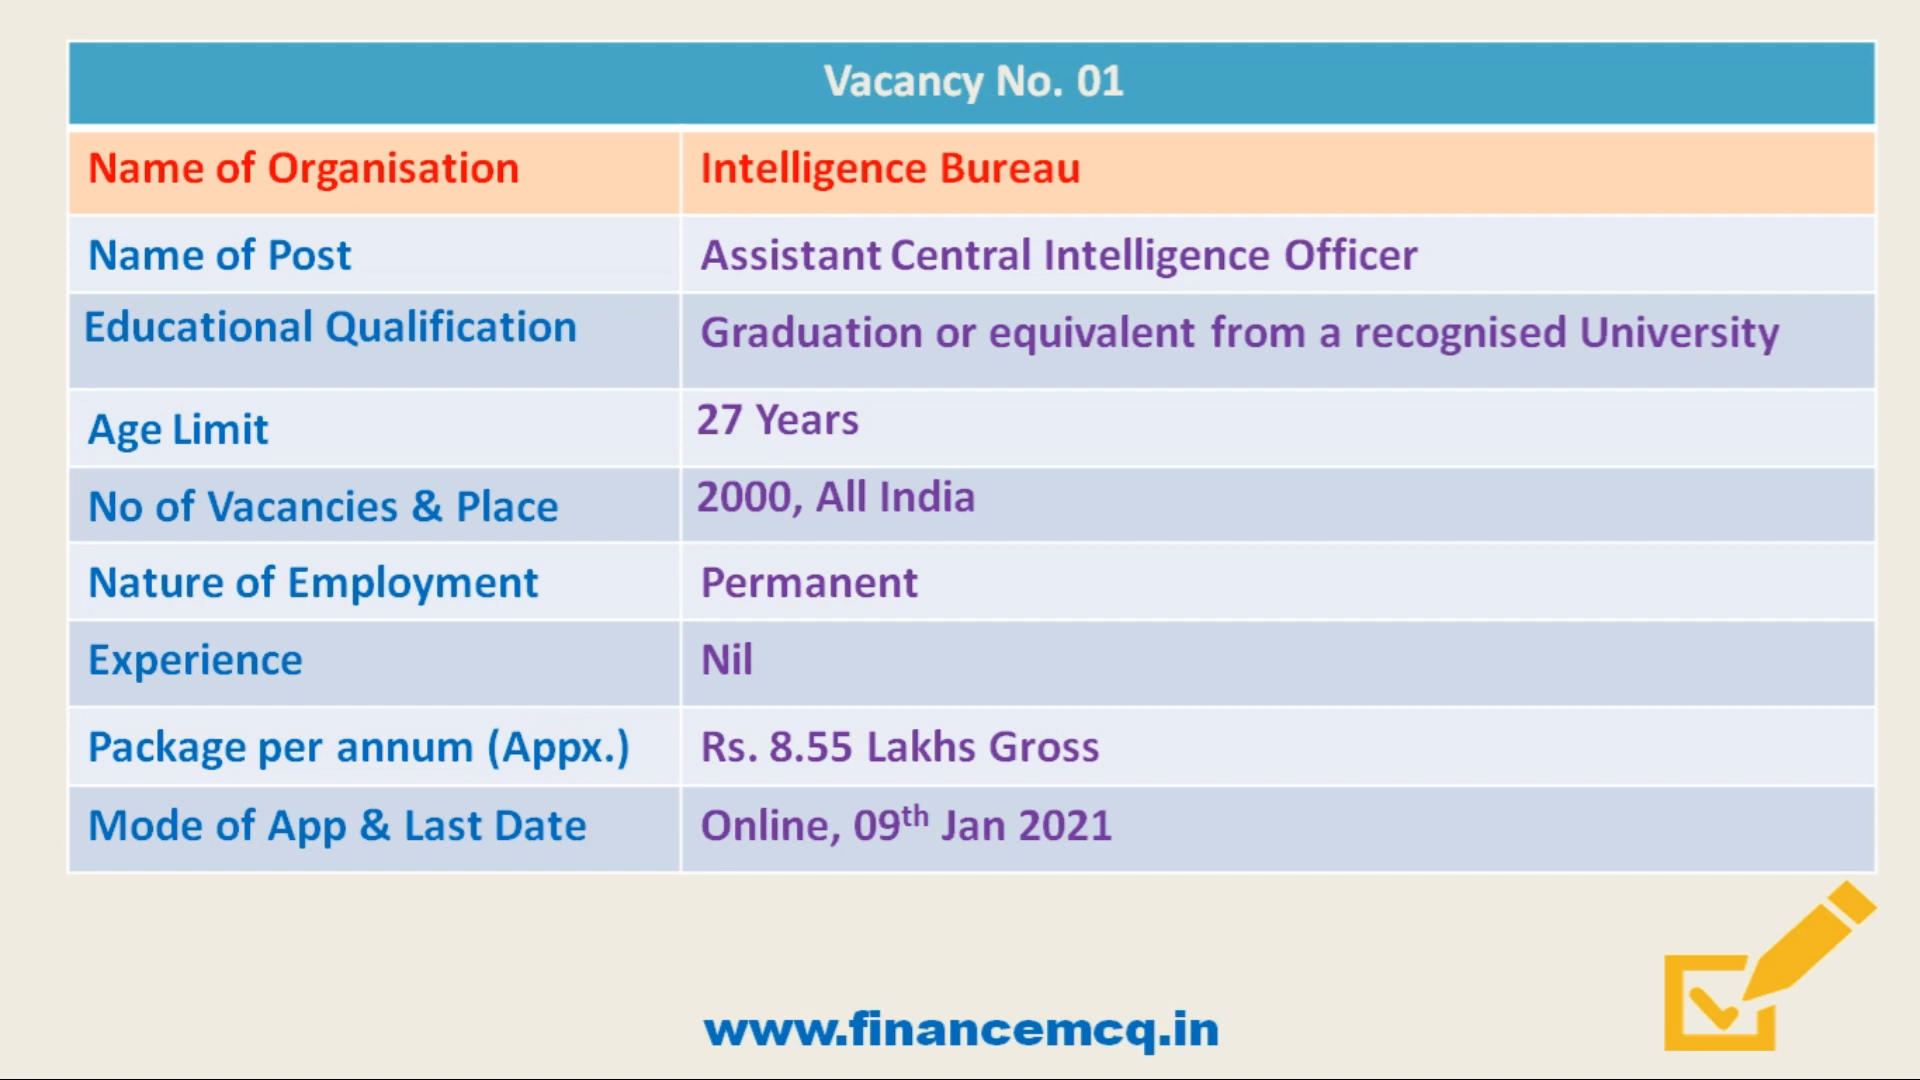 Vacancy No. 01
Name of Organisation Intelligence Bureau
Name of Post Assistant Central Intelligence Officer
Educational Qualification Graduation or equivalent from a recognised University
Age Limit 27 Years
No of Vacancies & Place 2000, All India
Nature of Employment Permanent
Experience Nil
Package per annum (Appx.) Rs. 8.55 Lakhs Gross
Mode of App & Last Date Online, 09th Jan 2021
www.financemcq.in